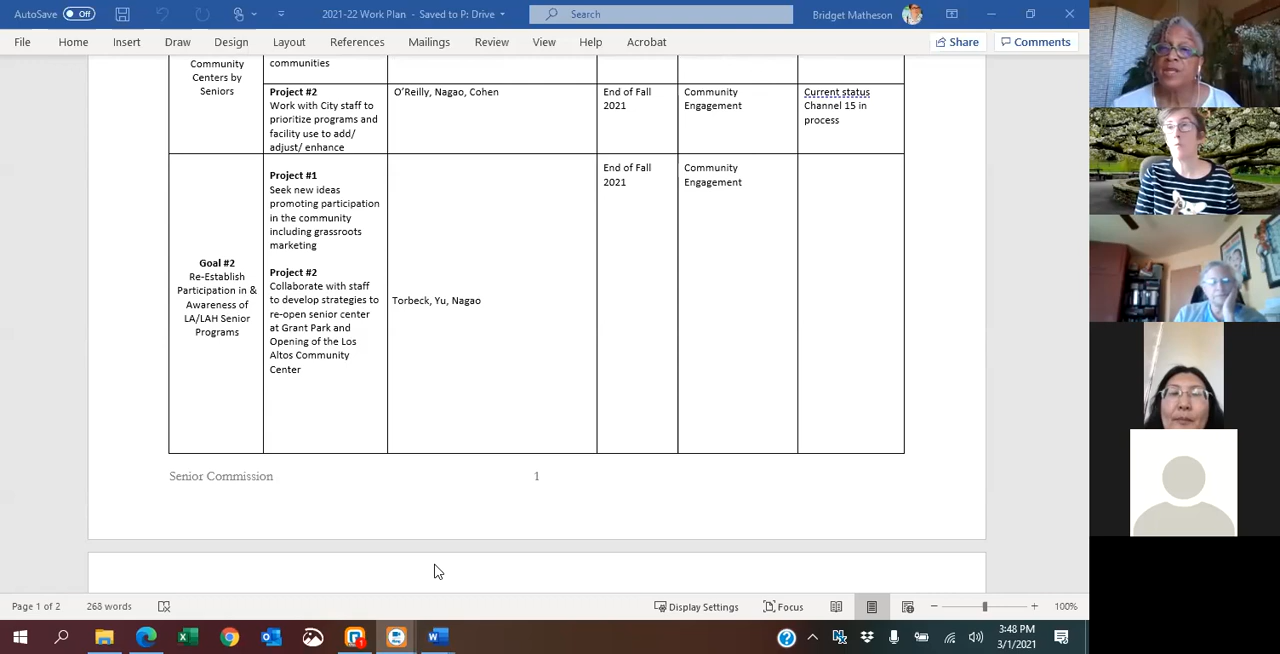 AutoSave Off 2021-22 Work Plan - Saved to P: Drive Search Bridget Matheson
File Home Insert Draw Design Layout References Mailings Review View Help Acrobat Share Comments
Community
Centers by
Seniors
communities
Project #2
Work with City staff to
prioritize programs and
facility use to add/
adjust/ enhance
O'Reilly, Nagao, Cohen
End of Fall
2021
Community
Engagement
Current status
Channel 15 in
process
Goal #2
Re-Establish
Participation in &
Awareness of
LA/LAH Senior
Programs
Project #1
Seek new ideas
promoting participation
in the community
including grassroots
marketing
Project #2
Collaborate with staff
to develop strategies to
re-open senior center
at Grant Park and
Opening of the Los
Altos Community
Center
Torbeck, Yu, Nagao
End of Fall
2021
Community
Engagement
Senior Commission 1
Page 1 of 2 268 words Display Settings Focus 100%
3:48 PM
3/1/2021